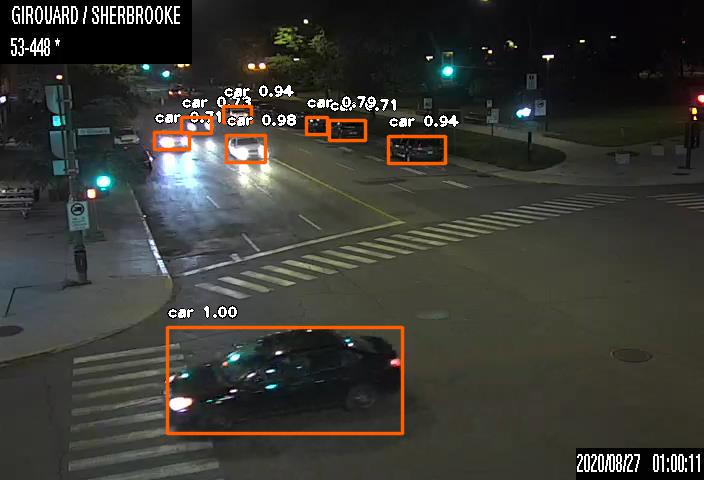 GIROUARD / SHERBROOKE
53-448 *
car 0.94
car 0.73
car 0.79
0.71
car 0.71
car 0.98
car 0.94
car 1.00
2020/08/27 01:00:11